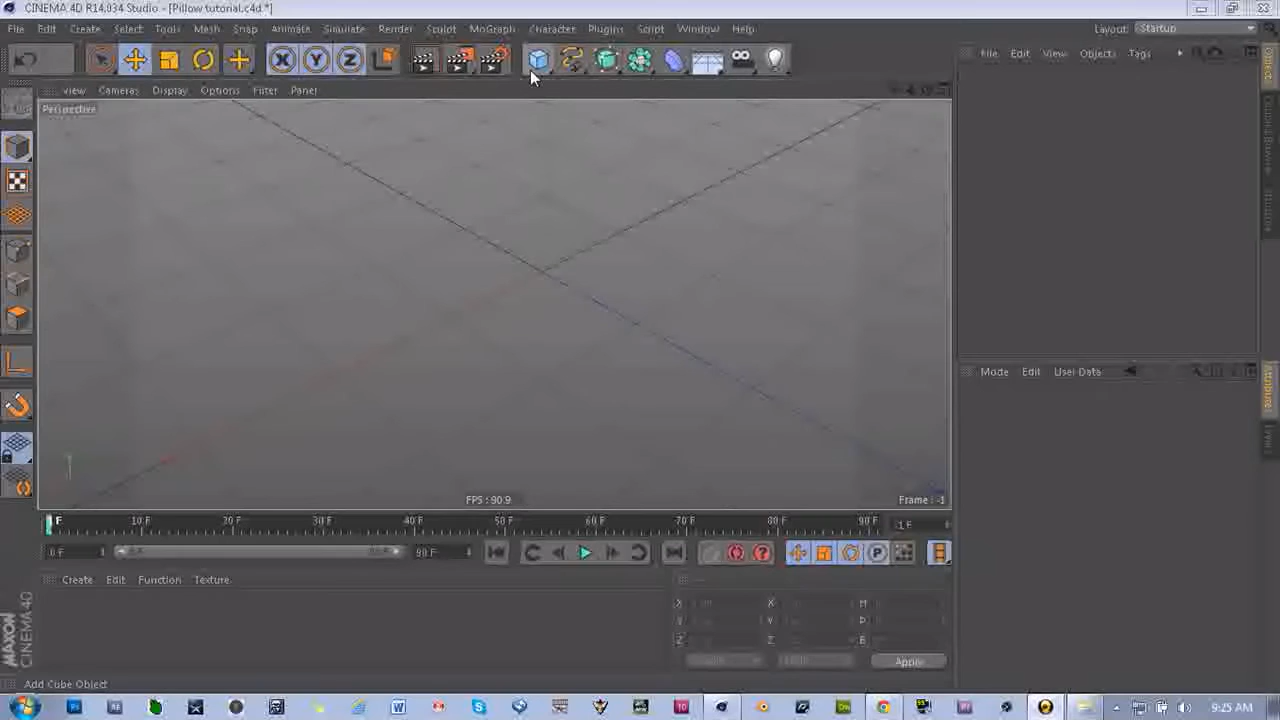 CINEMA 4D R14.034 Studio - [Pillow tutorial.c4d *]
File Edit Create Select Tools Mesh Snap Animate Simulate Render Sculpt MoGraph Character Plugins Script Window Help
Layout: Startup
X Y Z
File Edit View Objects Tags
View Cameras Display Options Filter Panel
Perspective
Mode Edit User Data
Attributes
FPS : 90.9
Frame : -1
10 F 20 F 30 F 40 F 50 F 60 F 70 F 80 F 90 F
-1 F
0 F
90 F
P
Create Edit Function Texture
X X H
Y Y P
Z Z B
Apply
MAXON
CINEMA 4D
Add Cube Object
9:25 AM